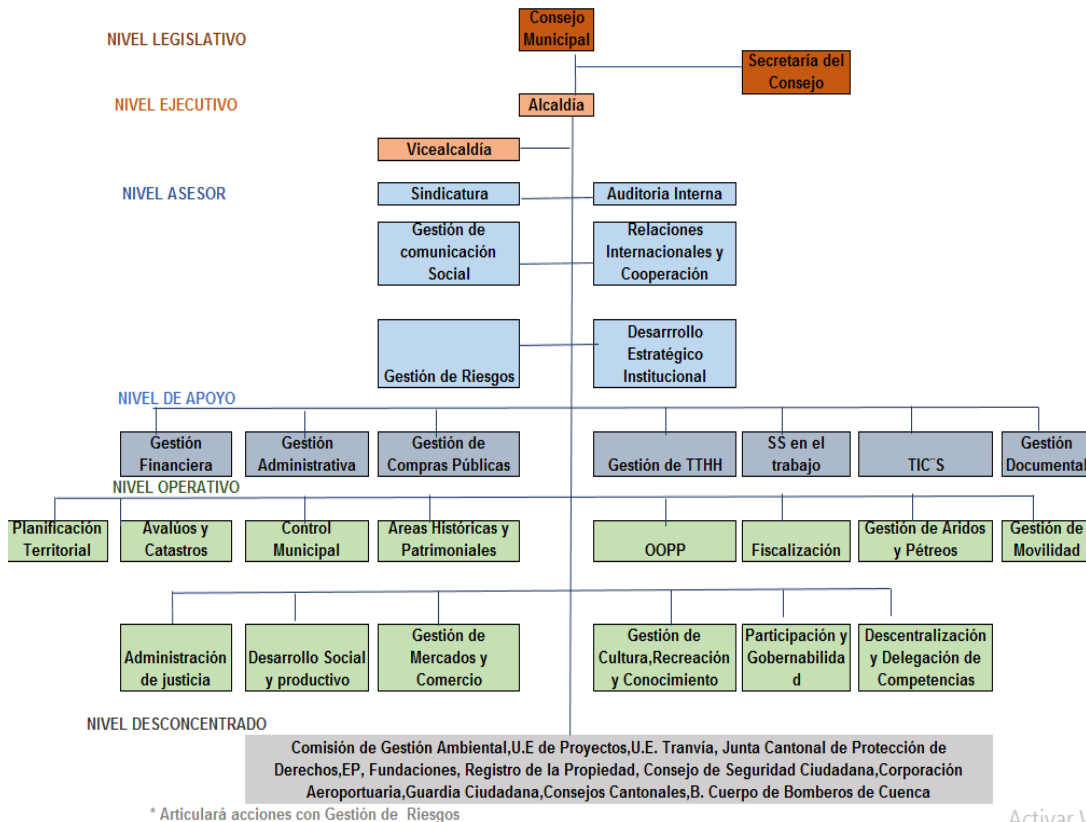 Consejo
Municipal
NIVEL LEGISLATIVO
Secretaría del
Consejo
NIVEL EJECUTIVO
Alcaldía
Vicealcaldía
NIVEL ASESOR
Sindicatura
Auditoria Interna
Gestión de
comunicación
Social
Relaciones
Internacionales y
Cooperación
Gestión de Riesgos
Desarrrollo
Estratégico
Institucional
NIVEL DE APOYO
Gestión
Financiera
Gestión
Administrativa
Gestión de
Compras Públicas
Gestión de TTHH
SS en el
trabajo
TIC¨S
Gestión
Documental
NIVEL OPERATIVO
Planificación
Territorial
Avalúos y
Catastros
Control
Municipal
Areas Históricas y
Patrimoniales
OOPP
Fiscalización
Gestión de Aridos
y Pétreos
Gestión de
Movilidad
Administración
de justicia
Desarrollo Social
y productivo
Gestión de
Mercados y
Comercio
Gestión de
Cultura,Recreación
y Conocimiento
Participación y
Gobernabilida
d
Descentralización
y Delegación de
Competencias
NIVEL DESCONCENTRADO
Comisión de Gestión Ambiental,U.E de Proyectos,U.E. Tranvía, Junta Cantonal de Protección de
Derechos,EP, Fundaciones, Registro de la Propiedad, Consejo de Seguridad Ciudadana,Corporación
Aeroportuaria,Guardia Ciudadana,Consejos Cantonales,B. Cuerpo de Bomberos de Cuenca
* Articulará acciones con Gestión de Riesgos
Activar